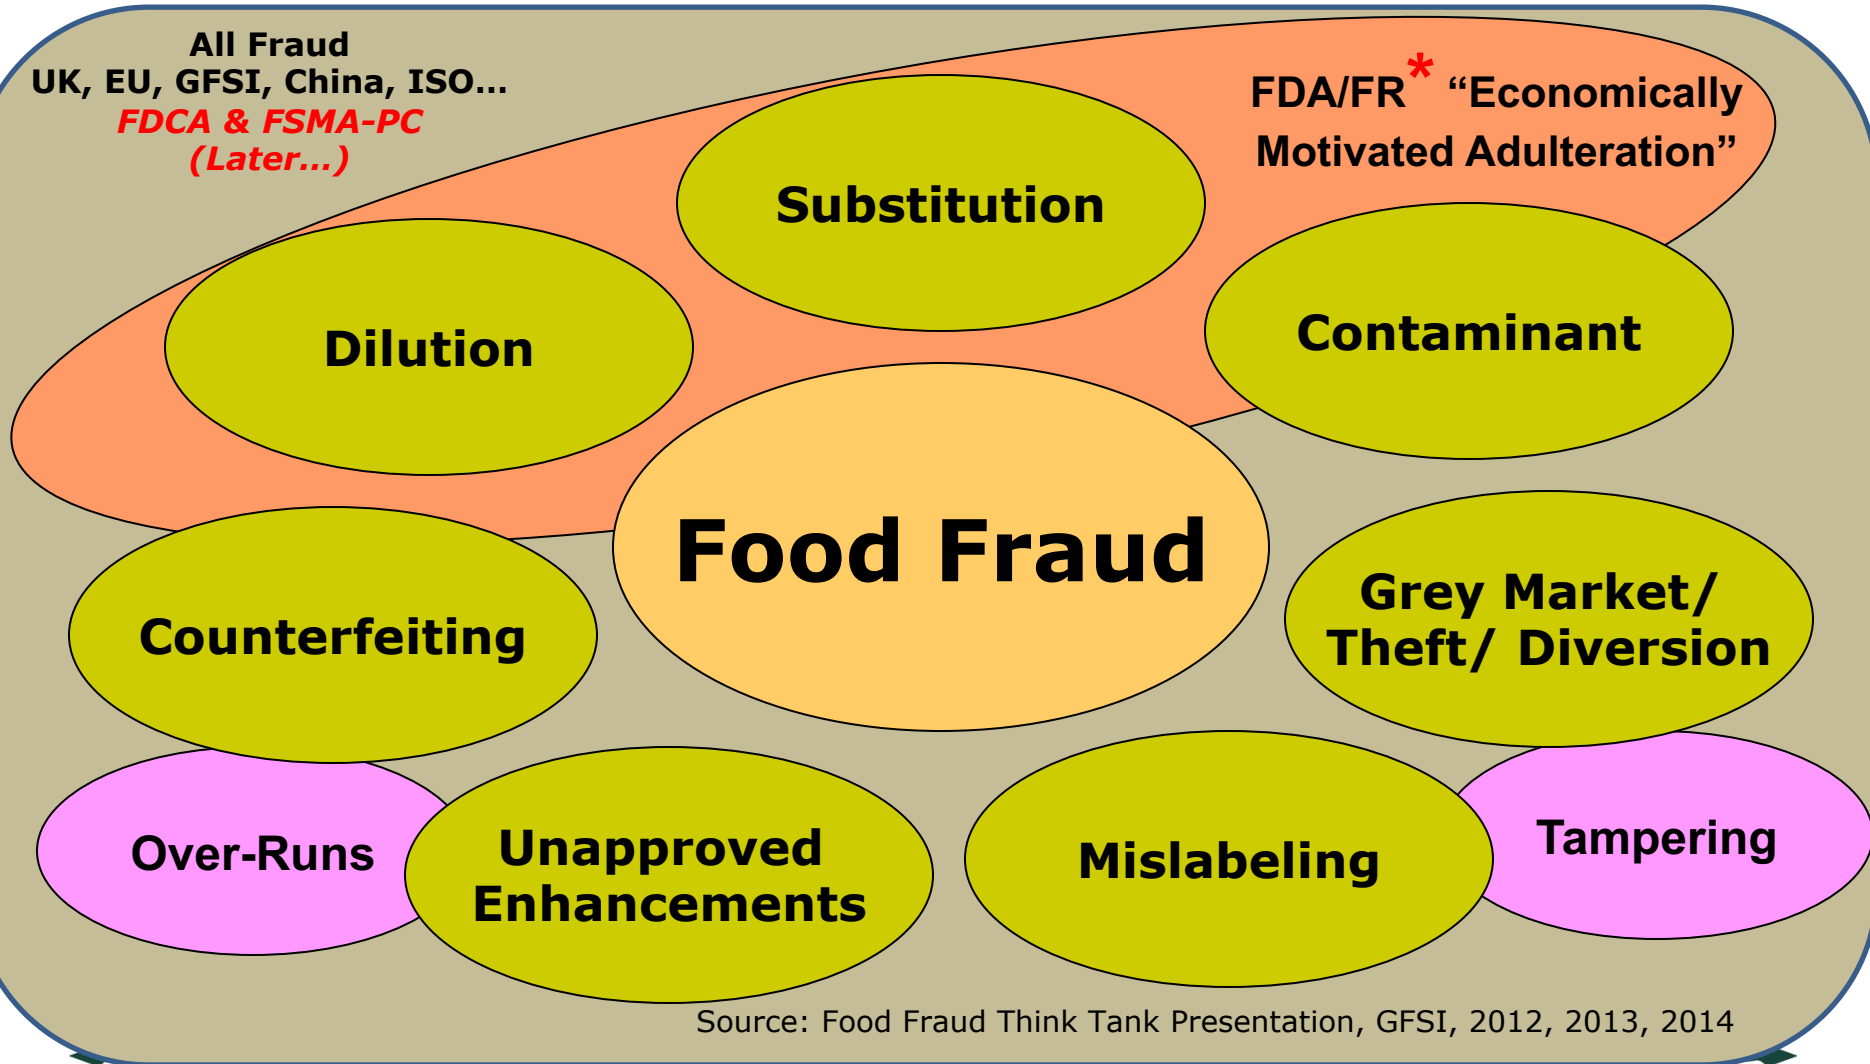 All Fraud
UK, EU, GFSI, China, ISO...
FDCA & FSMA-PC
(Later...)
FDA/FR* “Economically
Motivated Adulteration”
Substitution
Dilution
Contaminant
Food Fraud
Counterfeiting
Grey Market/
Theft/ Diversion
Over-Runs
Unapproved
Enhancements
Mislabeling
Tampering
Source: Food Fraud Think Tank Presentation, GFSI, 2012, 2013, 2014